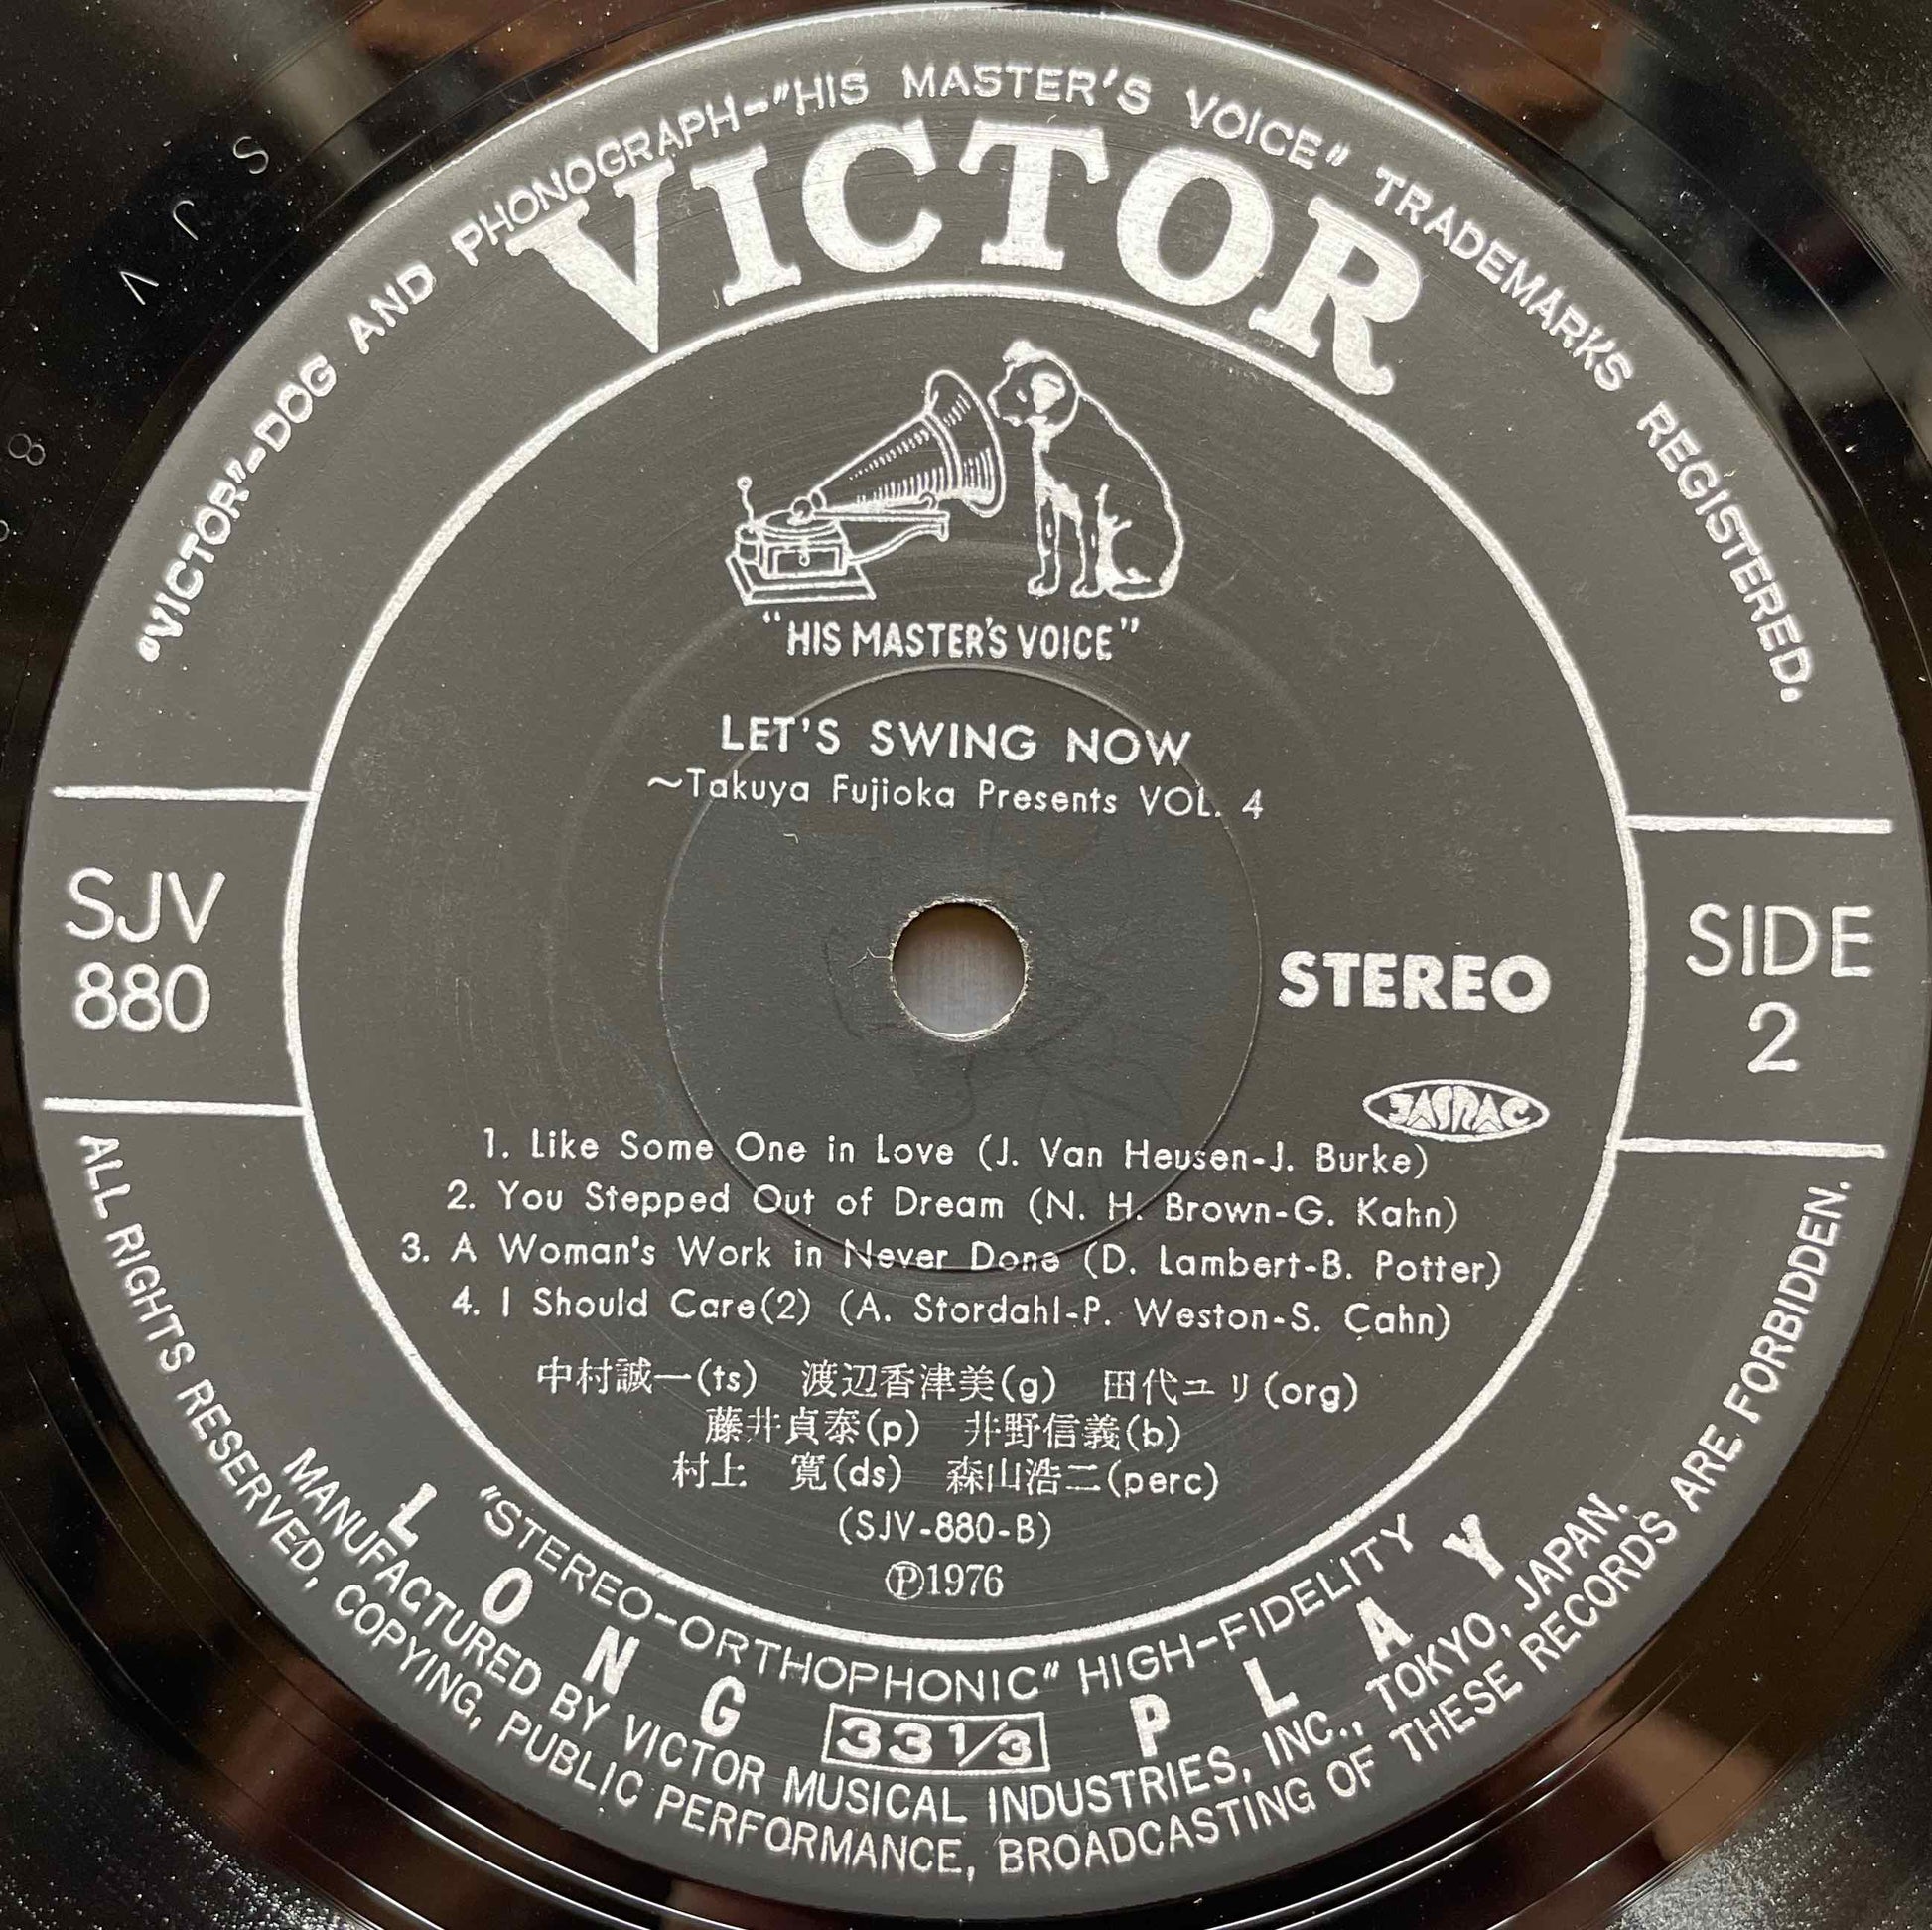 "VICTOR"-DOG AND PHONOGRAPH-"HIS MASTER'S VOICE" TRADEMARKS REGISTERED.
VICTOR
"HIS MASTER'S VOICE"
LET'S SWING NOW
~Takuya Fujioka Presents VOL. 4
SJV
880
STEREO
SIDE
2
JASRAC
1. Like Some One in Love (J. Van Heusen-J. Burke)
2. You Stepped Out of Dream (N. H. Brown-G. Kahn)
3. A Woman's Work in Never Done (D. Lambert-B. Potter)
4. I Should Care(2) (A. Stordahl-P. Weston-S. Cahn)
中村誠一(ts) 渡辺香津美(g) 田代ユリ(org)
藤井貞泰(p) 井野信義(b)
村上 寛(ds) 森山浩二(perc)
(SJV-880-B)
Ⓟ1976
"STEREO-ORTHOPHONIC" HIGH-FIDELITY
LONG 33 1/3 PLAY
MANUFACTURED BY VICTOR MUSICAL INDUSTRIES, INC., TOKYO, JAPAN.
ALL RIGHTS RESERVED, COPYING, PUBLIC PERFORMANCE, BROADCASTING OF THESE RECORDS ARE FORBIDDEN.
S J V
8